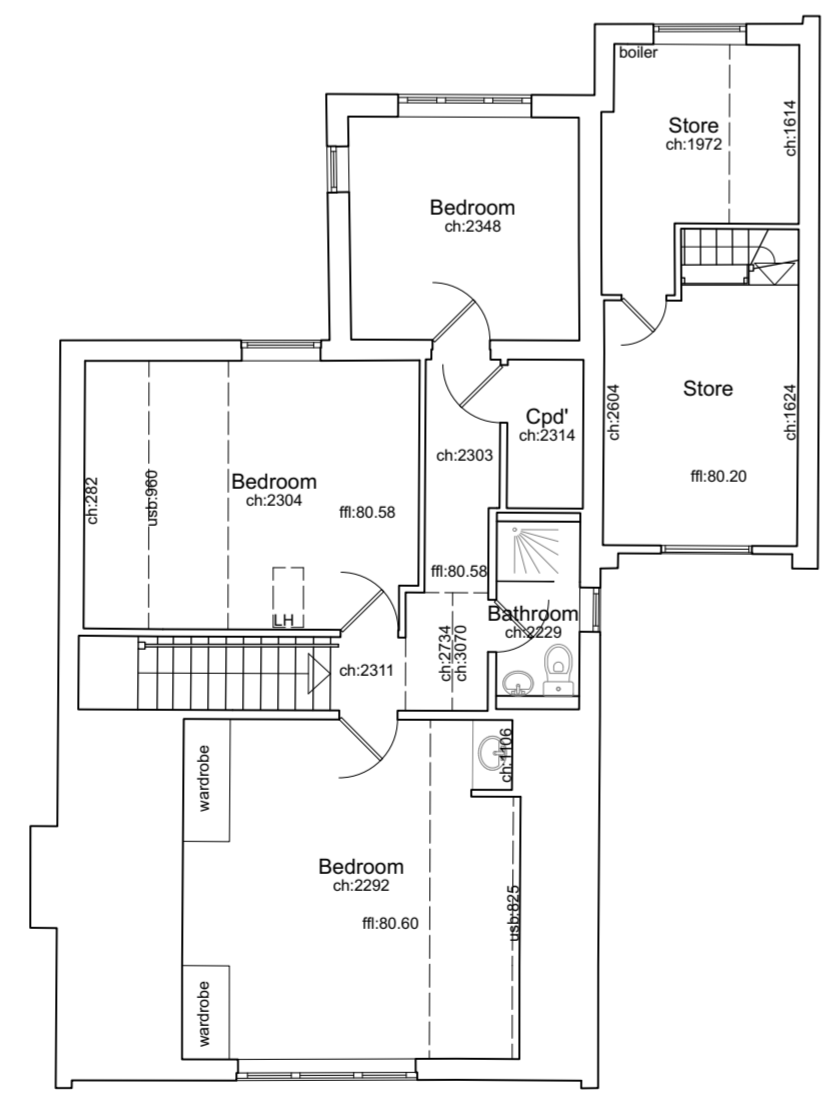 boiler
Store
ch:1972
ch:1614
Bedroom
ch:2348
Store
ch:2604
ch:1624
ffl:80.20
Cpd'
ch:2314
ch:2303
Bedroom
ch:2304
ch:282
usb:960
ffl:80.58
LH
ffl:80.58
Bathroom
ch:2229
ch:2734
ch:3070
ch:2311
wardrobe
ch:1106
Bedroom
ch:2292
ffl:80.60
usb:825
wardrobe